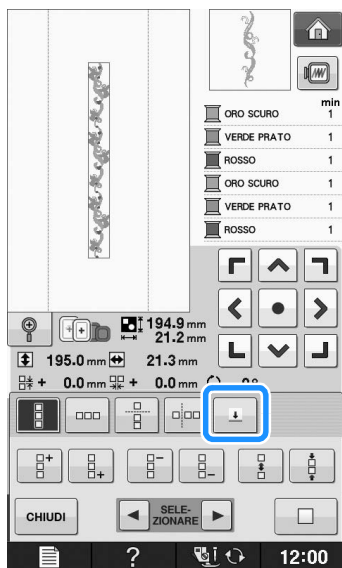 min
ORO SCURO 1
VERDE PRATO 1
ROSSO 1
ORO SCURO 1
VERDE PRATO 1
ROSSO 1
194.9 mm
21.2 mm
195.0 mm 21.3 mm
+ 0.0 mm + 0.0 mm
CHIUDI
SELE-
ZIONARE
? 12:00